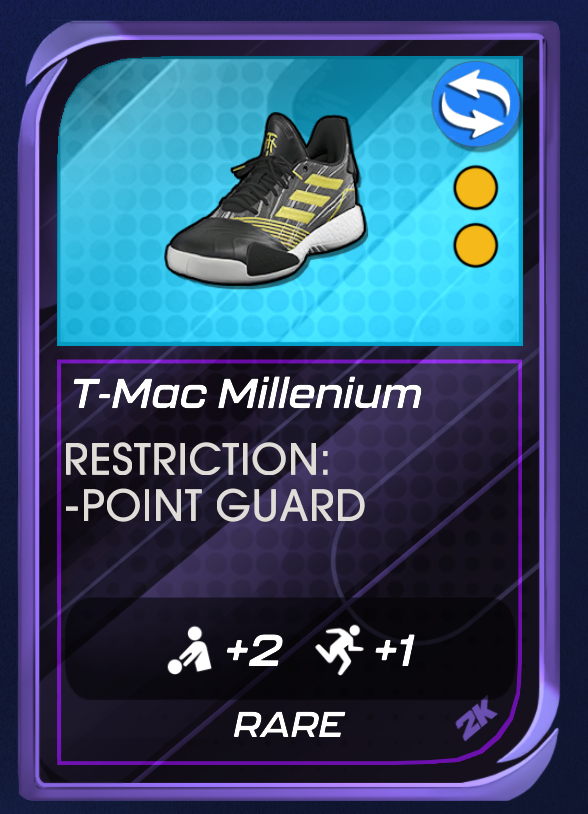 T-Mac Millenium
RESTRICTION:
-POINT GUARD
+2 +1
RARE
2K